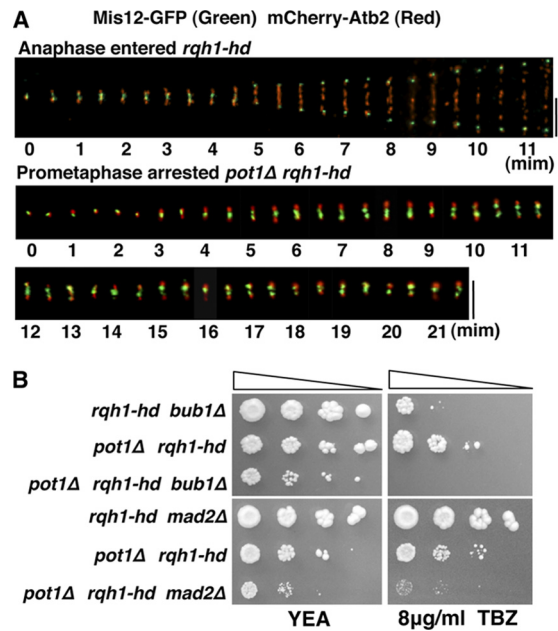 A
Mis12-GFP (Green) mCherry-Atb2 (Red)
Anaphase entered rqh1-hd
0 1 2 3 4 5 6 7 8 9 10 11
(mim)
Prometaphase arrested pot1Δ rqh1-hd
0 1 2 3 4 5 6 7 8 9 10 11
12 13 14 15 16 17 18 19 20 21 (mim)
B
rqh1-hd bub1Δ
pot1Δ rqh1-hd
pot1Δ rqh1-hd bub1Δ
rqh1-hd mad2Δ
pot1Δ rqh1-hd
pot1Δ rqh1-hd mad2Δ
YEA 8μg/ml TBZ